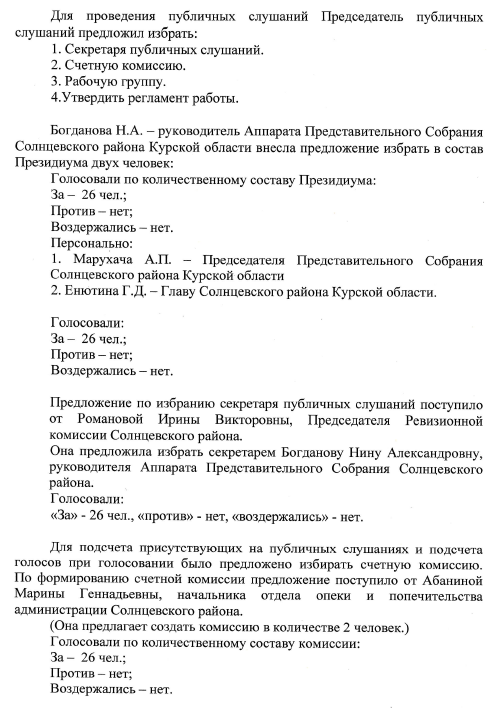 Для проведения публичных слушаний Председатель публичных
слушаний предложил избрать:
1. Секретаря публичных слушаний.
2. Счетную комиссию.
3. Рабочую группу.
4.Утвердить регламент работы.
Богданова Н.А. – руководитель Аппарата Представительного Собрания
Солнцевского района Курской области внесла предложение избрать в состав
Президиума двух человек:
Голосовали по количественному составу Президиума:
За – 26 чел.;
Против – нет;
Воздержались – нет.
Персонально:
1. Марухача А.П. – Председателя Представительного Собрания
Солнцевского района Курской области
2. Енютина Г.Д. – Главу Солнцевского района Курской области.
Голосовали:
За – 26 чел.;
Против – нет;
Воздержались – нет.
Предложение по избранию секретаря публичных слушаний поступило
от Романовой Ирины Викторовны, Председателя Ревизионной
комиссии Солнцевского района.
Она предложила избрать секретарем Богданову Нину Александровну,
руководителя Аппарата Представительного Собрания Солнцевского
района.
Голосовали:
«За» - 26 чел., «против» - нет, «воздержались» - нет.
Для подсчета присутствующих на публичных слушаниях и подсчета
голосов при голосовании было предложено избирать счетную комиссию.
По формированию счетной комиссии предложение поступило от Абаниной
Марины Геннадьевны, начальника отдела опеки и попечительства
администрации Солнцевского района.
(Она предлагает создать комиссию в количестве 2 человек.)
Голосовали по количественному составу комиссии:
За – 26 чел.;
Против – нет;
Воздержались – нет.